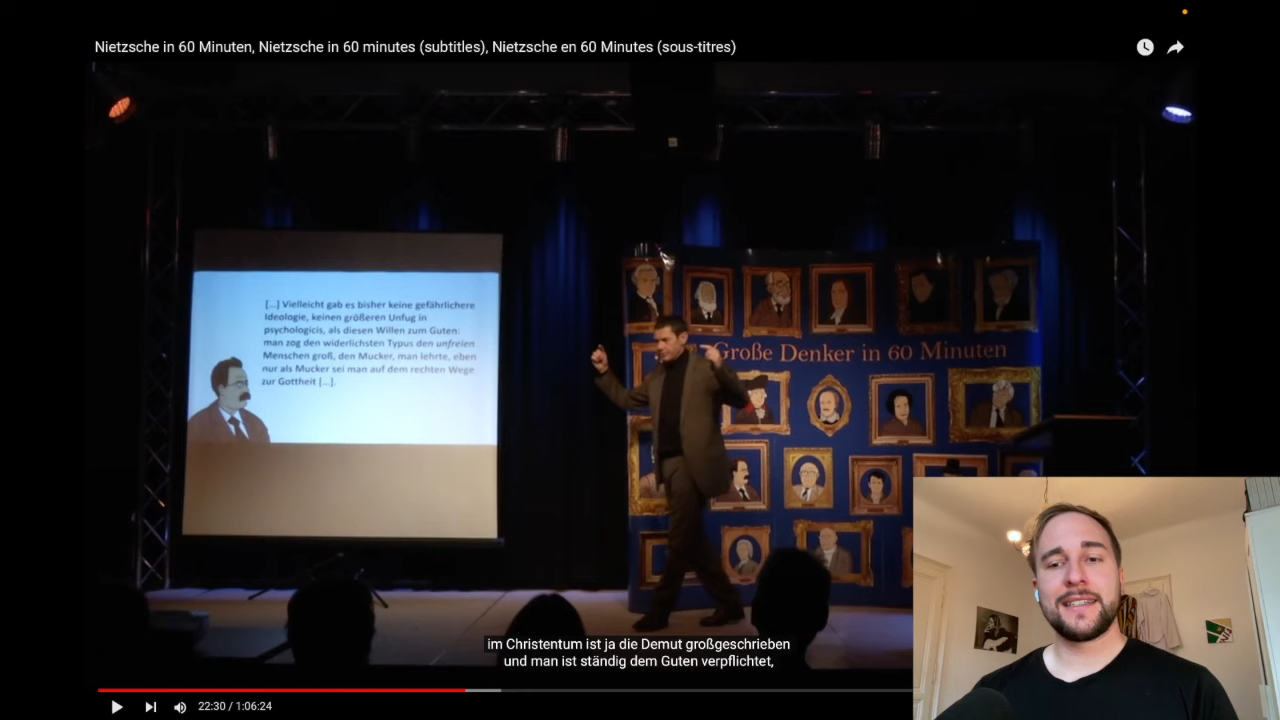 Nietzsche in 60 Minuten, Nietzsche in 60 minutes (subtitles), Nietzsche en 60 Minutes (sous-titres)
[...] Vielleicht gab es bisher keine gefährlichere
Ideologie, keinen größeren Unfug in
psychologicis, als diesen Willen zum Guten:
man zog den widerlichsten Typus den unfreien
Menschen groß, den Mucker, man lehrte, eben
nur als Mucker sei man auf dem rechten Wege
zur Gottheit [...].
Große Denker in 60 Minuten
im Christentum ist ja die Demut großgeschrieben
und man ist ständig dem Guten verpflichtet,
22:30 / 1:06:24